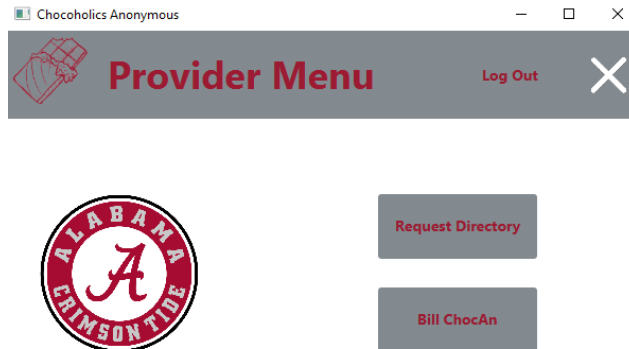 Chocoholics Anonymous
Provider Menu
Log Out
ALABAMA
A
CRIMSON TIDE
Request Directory
Bill ChocAn